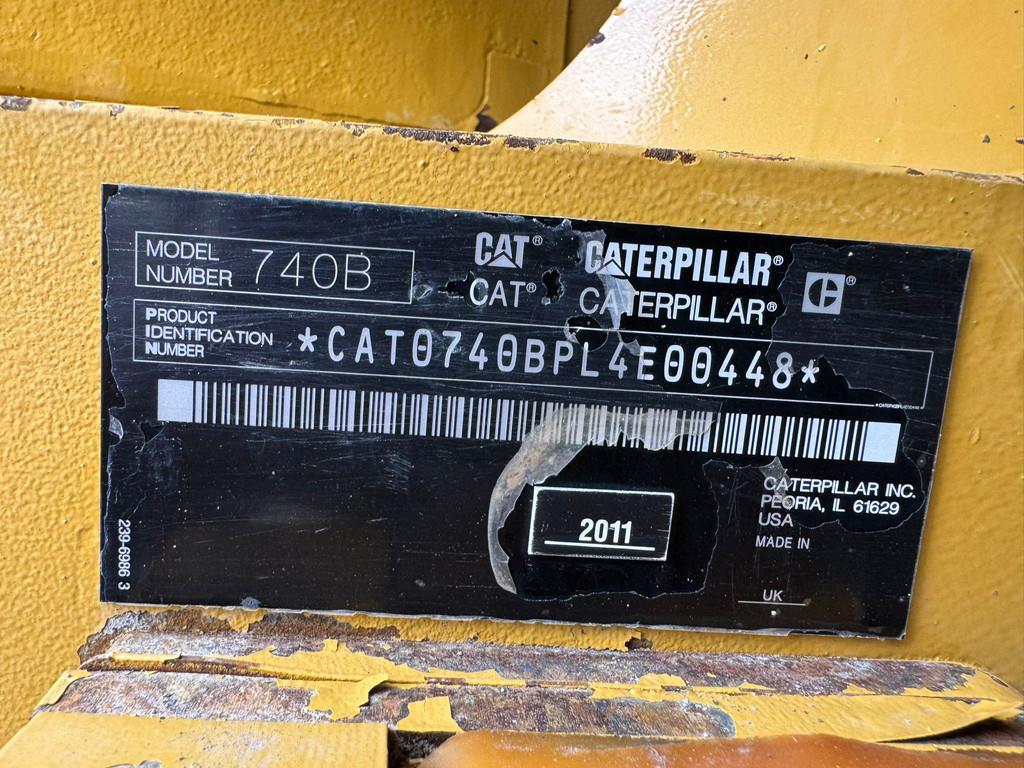 MODEL
NUMBER 740B
CAT® CATERPILLAR®
CAT® CATERPILLAR®
C®
PRODUCT
IDENTIFICATION
NUMBER
*CAT0740BPL4E00448*
2011
CATERPILLAR INC.
PEORIA, IL 61629
USA
MADE IN
UK
239-6986 3